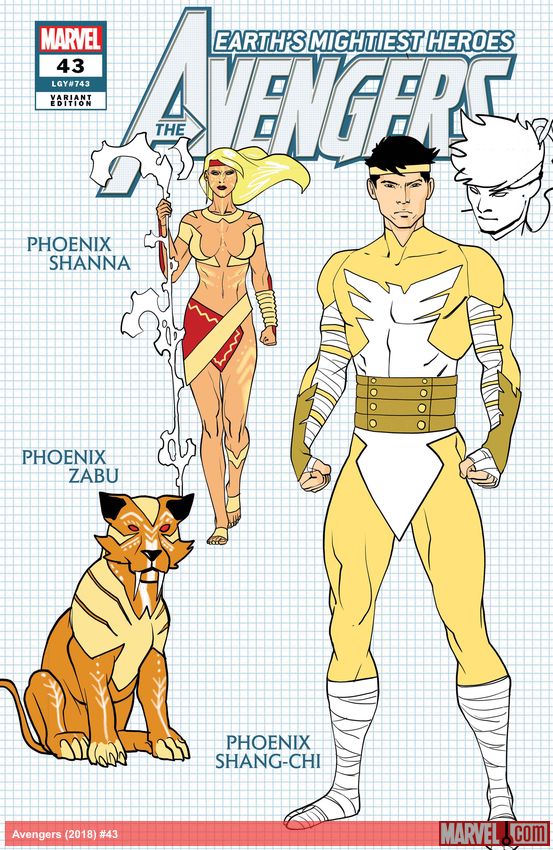 MARVEL
43
LGY#743
VARIANT
EDITION
EARTH'S MIGHTIEST HEROES
THE AVENGERS
PHOENIX
SHANNA
PHOENIX
ZABU
PHOENIX
SHANG-CHI
Avengers (2018) #43
MARVEL.com